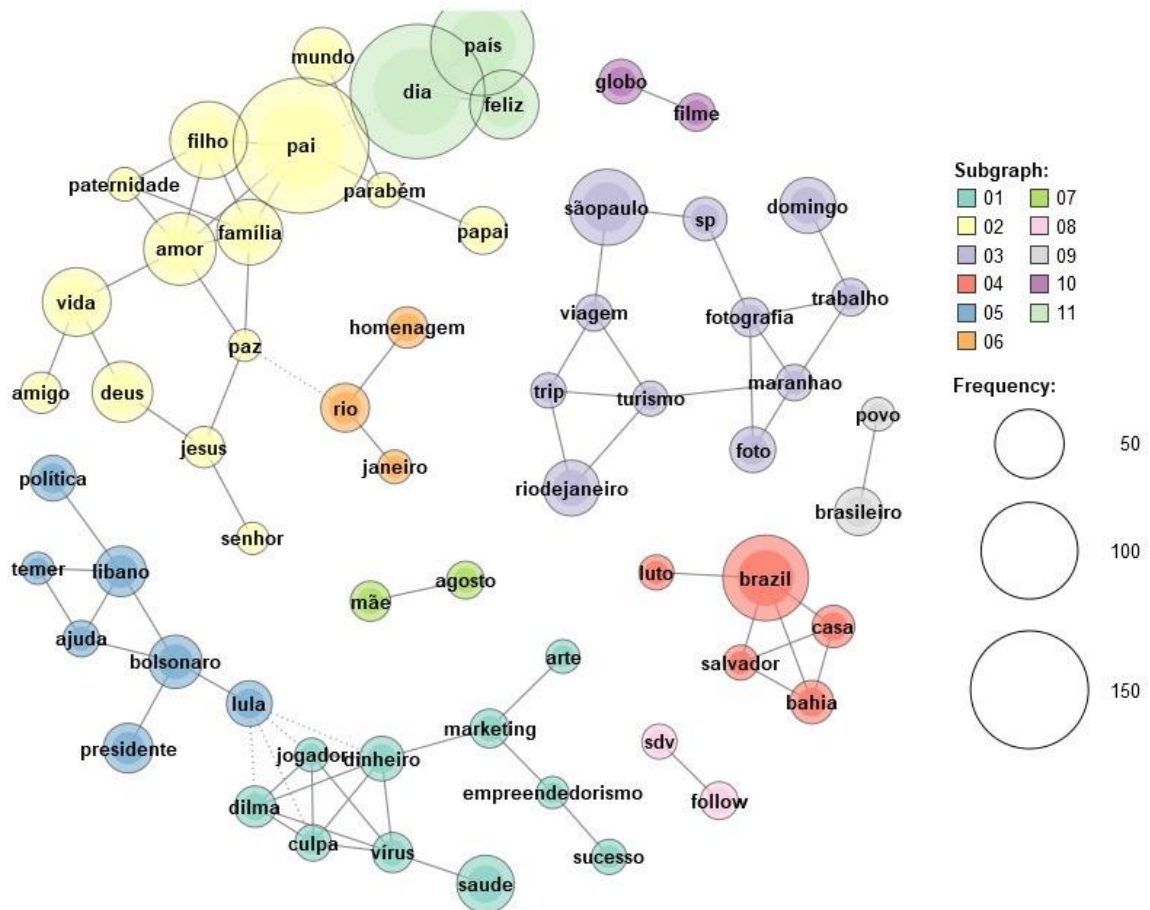 mundo
país
dia
feliz
filho
pai
paternidade
parabém
amor
família
papai
vida
paz
amigo
deus
jesus
senhor
homenagem
rio
janeiro
globo
filme
sãopaulo
sp
domingo
viagem
fotografia
trabalho
trip
turismo
maranhao
riodejaneiro
foto
povo
brasileiro
política
temer
libano
ajuda
bolsonaro
lula
presidente
mãe
agosto
luto
brazil
casa
salvador
bahia
arte
marketing
jogador
dinheiro
dilma
culpa
vírus
saude
empreendedorismo
sucesso
sdv
follow
Subgraph:
01 07
02 08
03 09
04 10
05 11
06
Frequency:
50
100
150